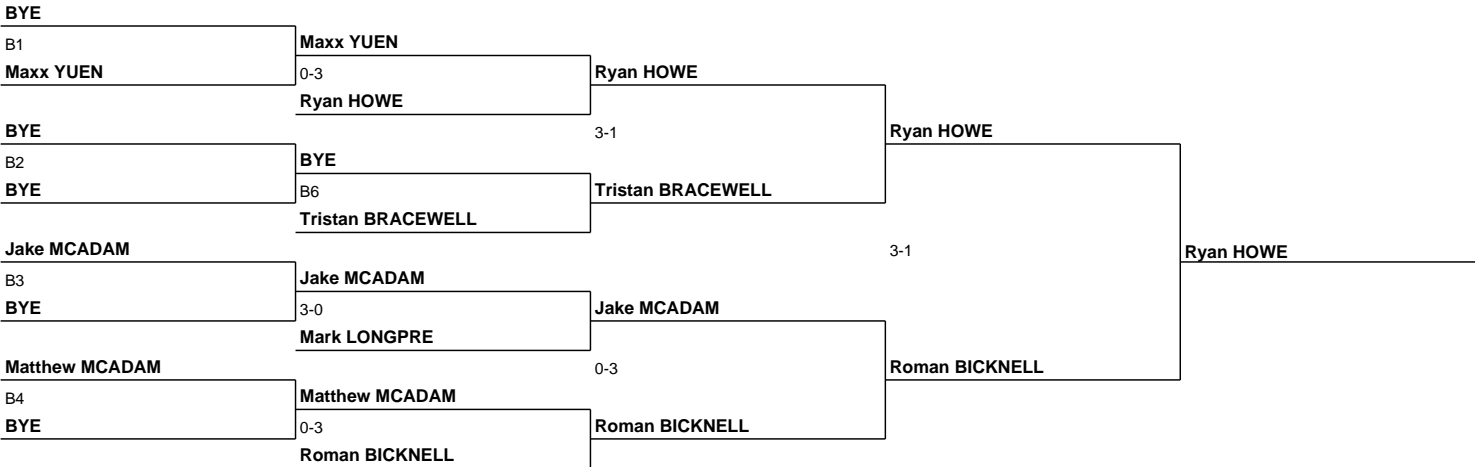 BYE
B1
Maxx YUEN
Maxx YUEN
0-3
Ryan HOWE
Ryan HOWE
3-1
Ryan HOWE
BYE
B2
BYE
BYE
B6
Tristan BRACEWELL
Tristan BRACEWELL
Jake MCADAM
3-1
Ryan HOWE
B3
Jake MCADAM
BYE
3-0
Jake MCADAM
Mark LONGPRE
Matthew MCADAM
0-3
Roman BICKNELL
B4
Matthew MCADAM
BYE
0-3
Roman BICKNELL
Roman BICKNELL